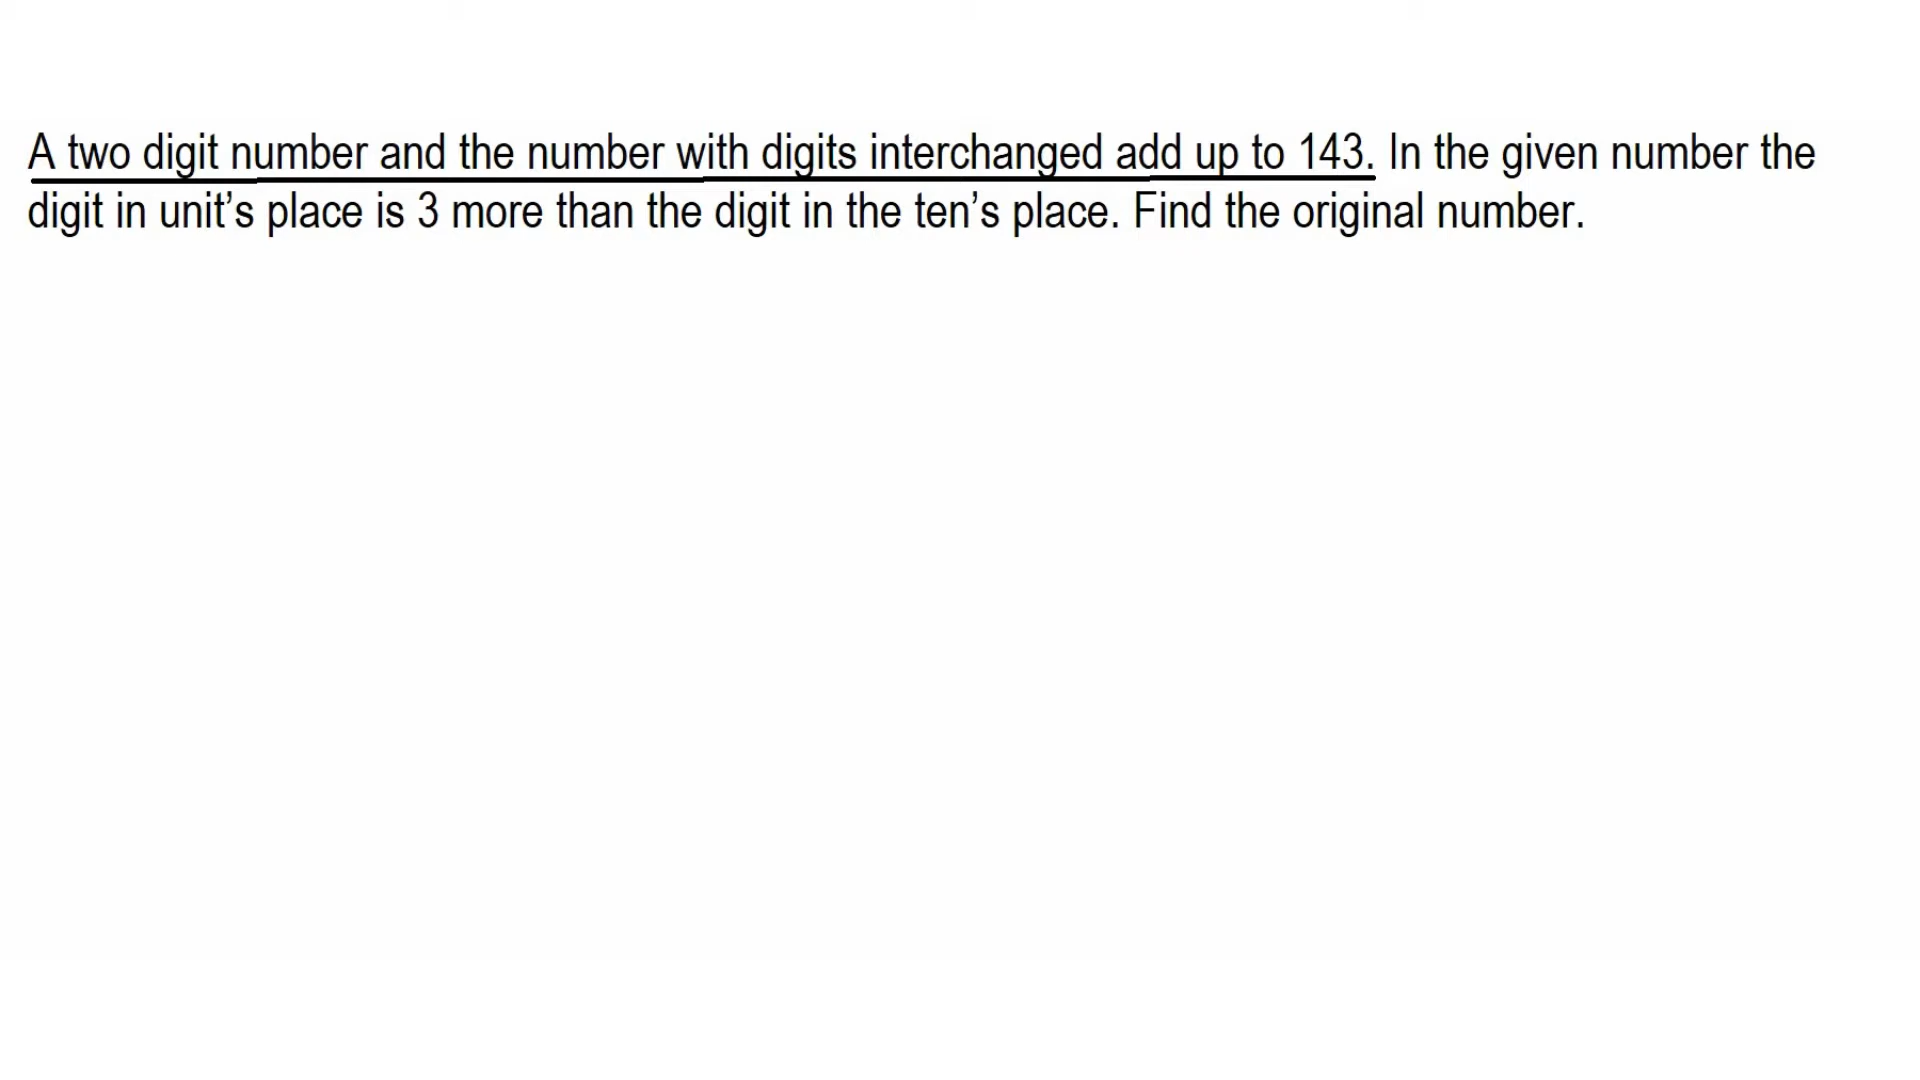 A two digit number and the number with digits interchanged add up to 143. In the given number the
digit in unit’s place is 3 more than the digit in the ten’s place. Find the original number.